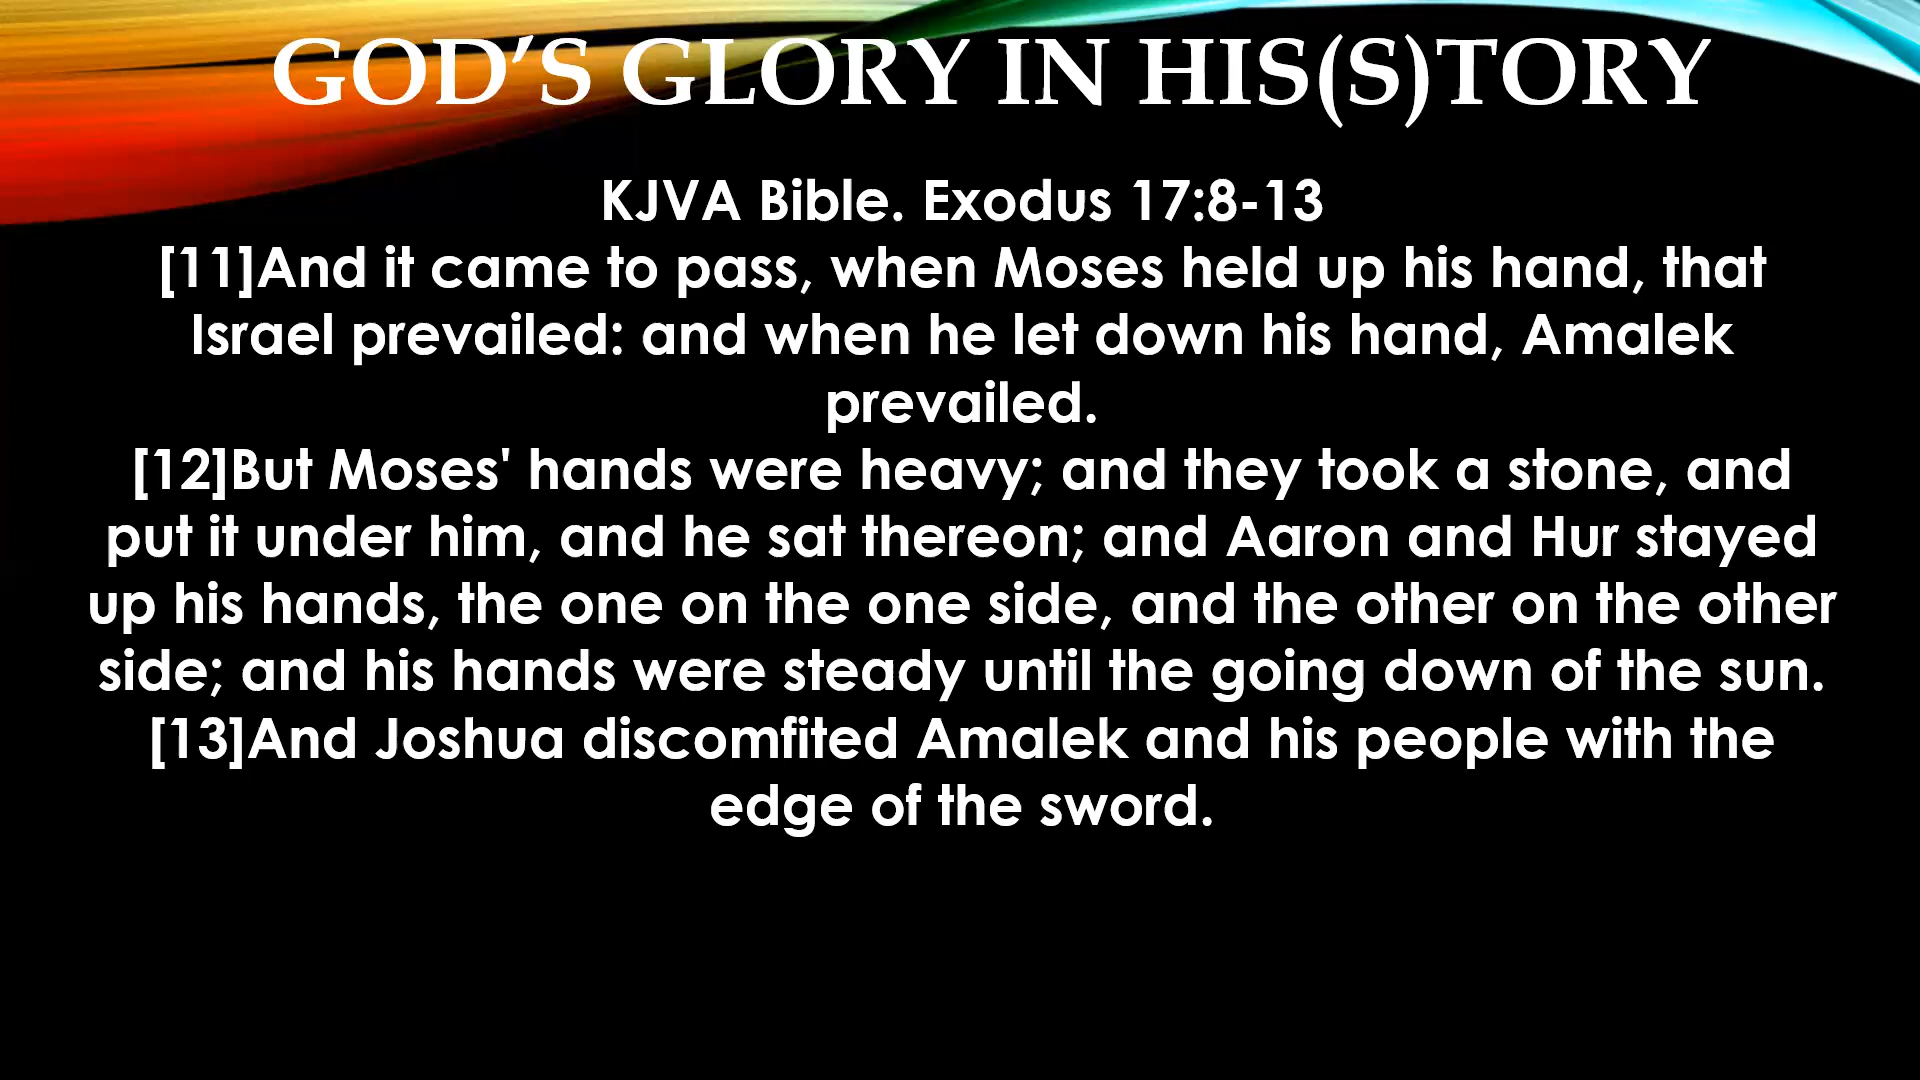 GOD’S GLORY IN HIS(S)TORY
KJVA Bible. Exodus 17:8-13
[11]And it came to pass, when Moses held up his hand, that
Israel prevailed: and when he let down his hand, Amalek
prevailed.
[12]But Moses' hands were heavy; and they took a stone, and
put it under him, and he sat thereon; and Aaron and Hur stayed
up his hands, the one on the one side, and the other on the other
side; and his hands were steady until the going down of the sun.
[13]And Joshua discomfited Amalek and his people with the
edge of the sword.